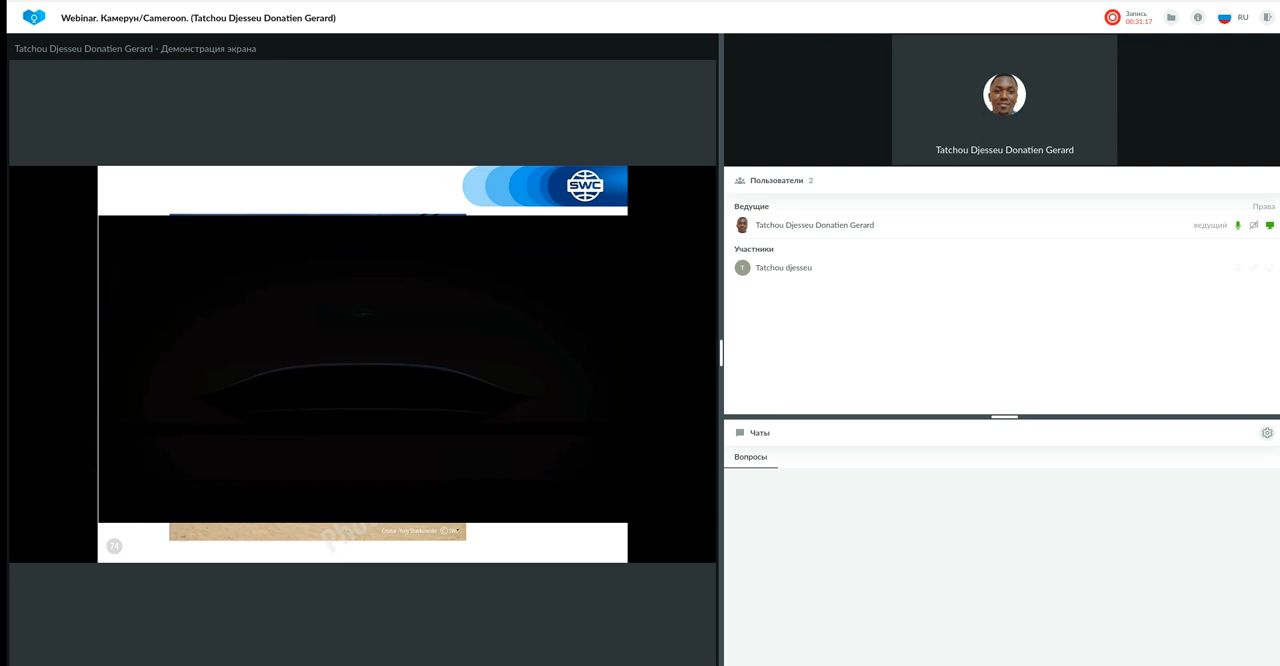 Webinar. Камерун/Cameroon. (Tatchou Djesseu Donatien Gerard)
Запись
00:31:17
RU
Tatchou Djesseu Donatien Gerard - Демонстрация экрана
SWC
74
Tatchou Djesseu Donatien Gerard
Пользователи 2
Ведущие Права
Tatchou Djesseu Donatien Gerard ведущий
Участники
T Tatchou djesseu
Чаты
Вопросы